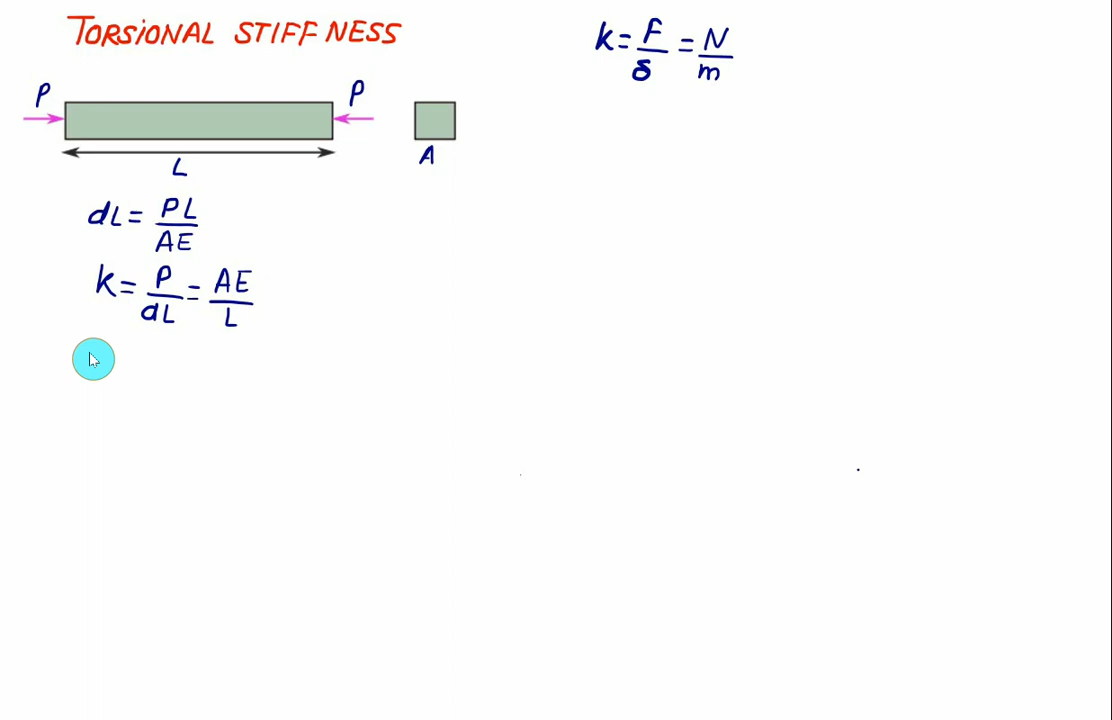 TORSIONAL STIFFNESS
k = F/δ = N/m
P P
L A
dL = PL/AE
k = P/dL = AE/L